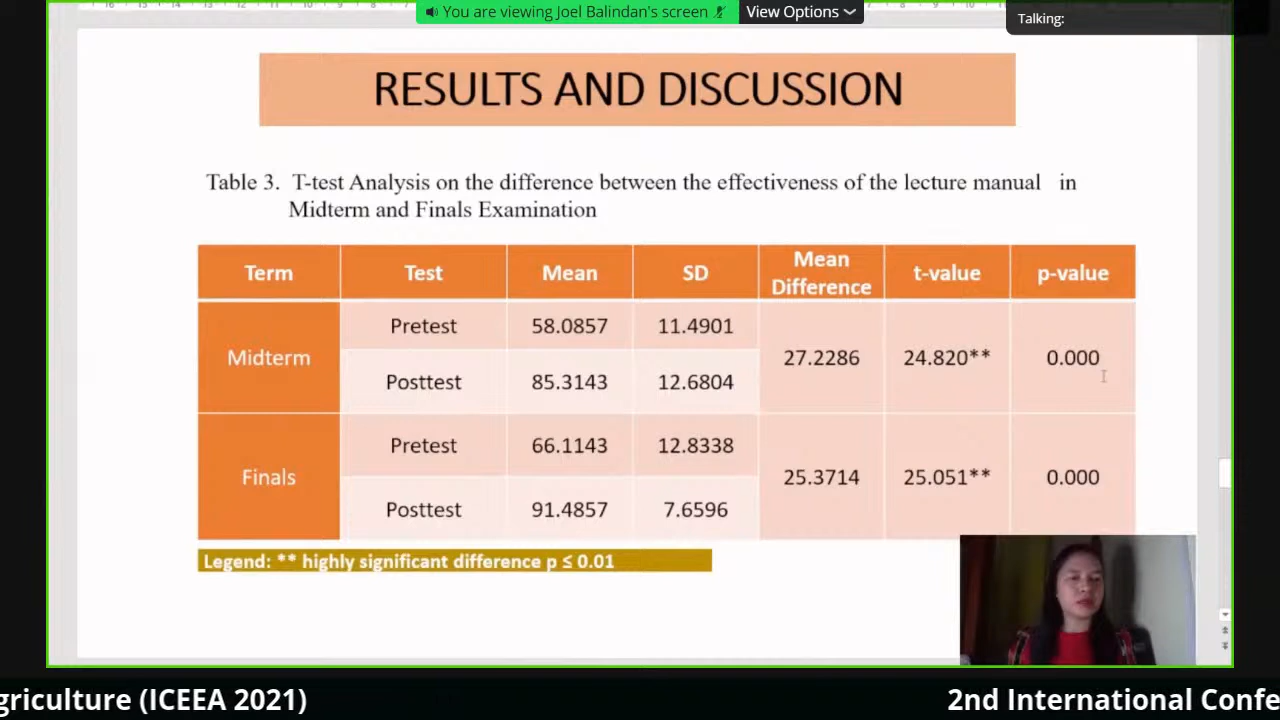 You are viewing Joel Balindan's screen
View Options
Talking:
RESULTS AND DISCUSSION
Table 3. T-test Analysis on the difference between the effectiveness of the lecture manual in
Midterm and Finals Examination
Term Test Mean SD Mean Difference t-value p-value
Midterm Pretest 58.0857 11.4901 27.2286 24.820** 0.000
Posttest 85.3143 12.6804
Finals Pretest 66.1143 12.8338 25.3714 25.051** 0.000
Posttest 91.4857 7.6596
Legend: ** highly significant difference p ≤ 0.01
griculture (ICEEA 2021)
2nd International Confe